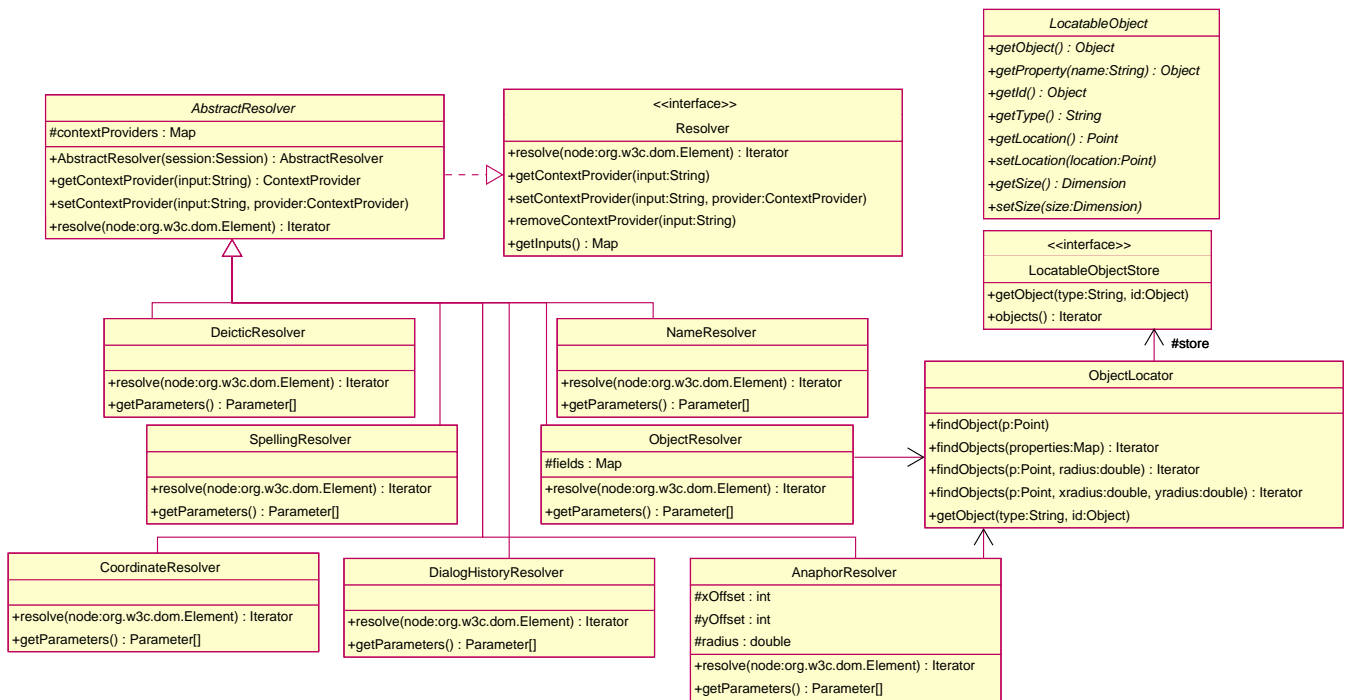 LocatableObject
+getObject() : Object
+getProperty(name:String) : Object
+getId() : Object
+getType() : String
+getLocation() : Point
+setLocation(location:Point)
+getSize() : Dimension
+setSize(size:Dimension)
AbstractResolver
#contextProviders : Map
+AbstractResolver(session:Session) : AbstractResolver
+getContextProvider(input:String) : ContextProvider
+setContextProvider(input:String, provider:ContextProvider)
+resolve(node:org.w3c.dom.Element) : Iterator
<<interface>>
Resolver
+resolve(node:org.w3c.dom.Element) : Iterator
+getContextProvider(input:String)
+setContextProvider(input:String, provider:ContextProvider)
+removeContextProvider(input:String)
+getInputs() : Map
<<interface>>
LocatableObjectStore
+getObject(type:String, id:Object)
+objects() : Iterator
#store
DeicticResolver
+resolve(node:org.w3c.dom.Element) : Iterator
+getParameters() : Parameter[]
NameResolver
+resolve(node:org.w3c.dom.Element) : Iterator
+getParameters() : Parameter[]
ObjectLocator
+findObject(p:Point)
+findObjects(properties:Map) : Iterator
+findObjects(p:Point, radius:double) : Iterator
+findObjects(p:Point, xradius:double, yradius:double) : Iterator
+getObject(type:String, id:Object)
SpellingResolver
+resolve(node:org.w3c.dom.Element) : Iterator
+getParameters() : Parameter[]
ObjectResolver
#fields : Map
+resolve(node:org.w3c.dom.Element) : Iterator
+getParameters() : Parameter[]
CoordinateResolver
+resolve(node:org.w3c.dom.Element) : Iterator
+getParameters() : Parameter[]
DialogHistoryResolver
+resolve(node:org.w3c.dom.Element) : Iterator
+getParameters() : Parameter[]
AnaphorResolver
#xOffset : int
#yOffset : int
#radius : double
+resolve(node:org.w3c.dom.Element) : Iterator
+getParameters() : Parameter[]